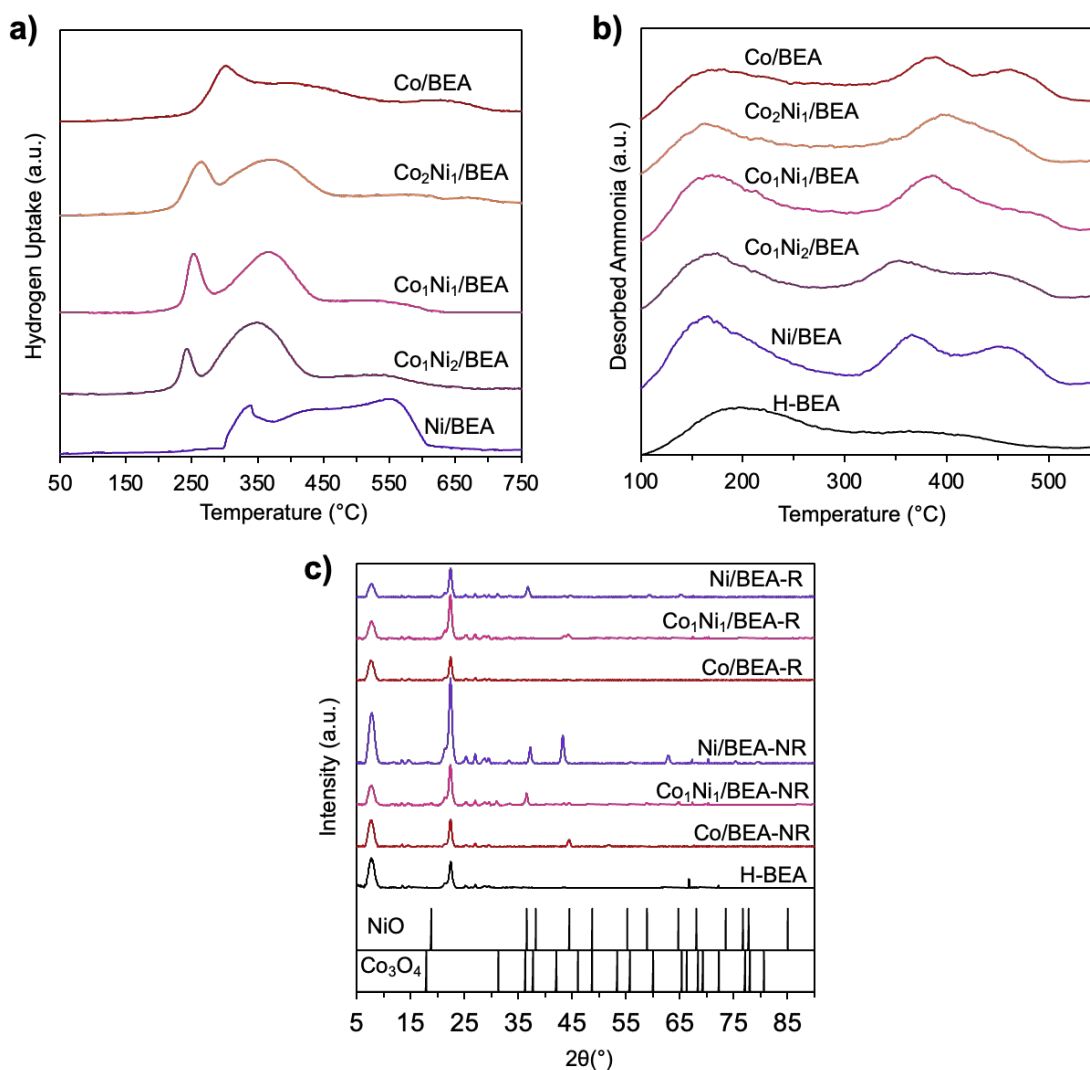 a)
Hydrogen Uptake (a.u.)
Co/BEA
Co₂Ni₁/BEA
Co₁Ni₁/BEA
Co₁Ni₂/BEA
Ni/BEA
50 150 250 350 450 550 650 750
Temperature (°C)
b)
Desorbed Ammonia (a.u.)
Co/BEA
Co₂Ni₁/BEA
Co₁Ni₁/BEA
Co₁Ni₂/BEA
Ni/BEA
H-BEA
100 200 300 400 500
Temperature (°C)
c)
Intensity (a.u.)
Ni/BEA-R
Co₁Ni₁/BEA-R
Co/BEA-R
Ni/BEA-NR
Co₁Ni₁/BEA-NR
Co/BEA-NR
H-BEA
NiO
Co₃O₄
5 15 25 35 45 55 65 75 85
2θ(°)